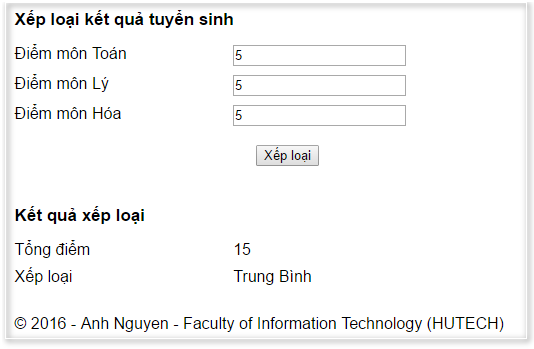 Xếp loại kết quả tuyển sinh
Điểm môn Toán 5
Điểm môn Lý 5
Điểm môn Hóa 5
Xếp loại
Kết quả xếp loại
Tổng điểm 15
Xếp loại Trung Bình
© 2016 - Anh Nguyen - Faculty of Information Technology (HUTECH)